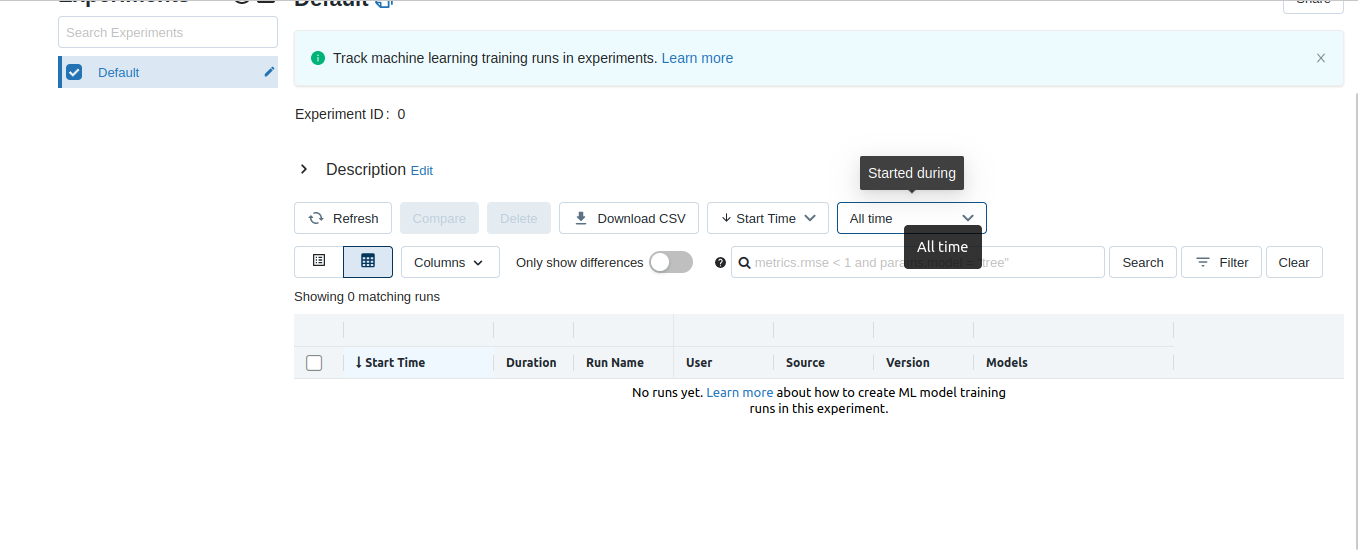 Experiments
Default
Share
Search Experiments
Track machine learning training runs in experiments. Learn more
Default
Experiment ID: 0
Description Edit
Started during
Refresh
Compare
Delete
Download CSV
Start Time
All time
All time
Columns
Only show differences
metrics.rmse < 1 and params.model = "tree"
Search
Filter
Clear
Showing 0 matching runs
Start Time Duration Run Name User Source Version Models
No runs yet. Learn more about how to create ML model training
runs in this experiment.